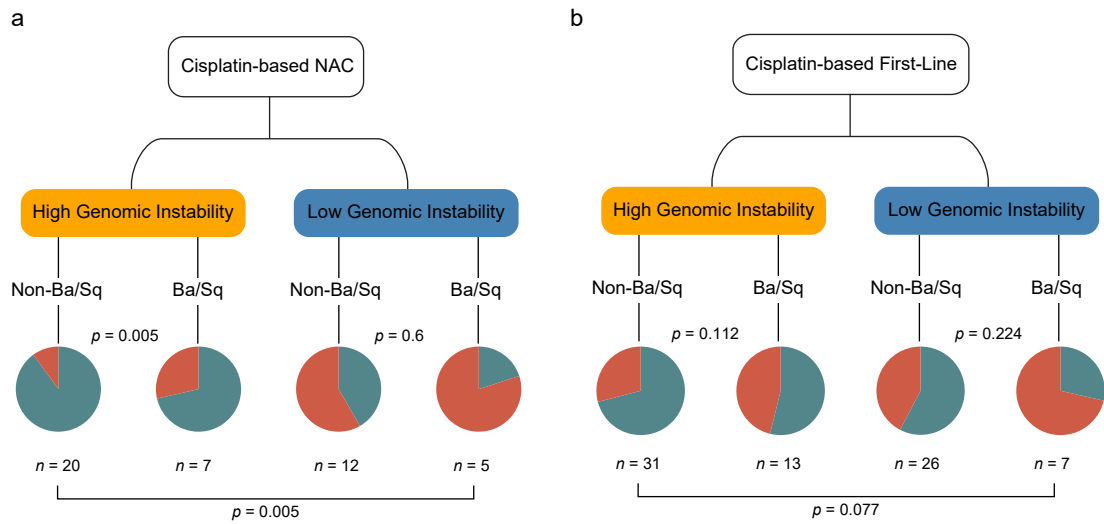 a
Cisplatin-based NAC
High Genomic Instability
Low Genomic Instability
Non-Ba/Sq
Ba/Sq
Non-Ba/Sq
Ba/Sq
p = 0.005
p = 0.6
n = 20
n = 7
n = 12
n = 5
p = 0.005
b
Cisplatin-based First-Line
High Genomic Instability
Low Genomic Instability
Non-Ba/Sq
Ba/Sq
Non-Ba/Sq
Ba/Sq
p = 0.112
p = 0.224
n = 31
n = 13
n = 26
n = 7
p = 0.077